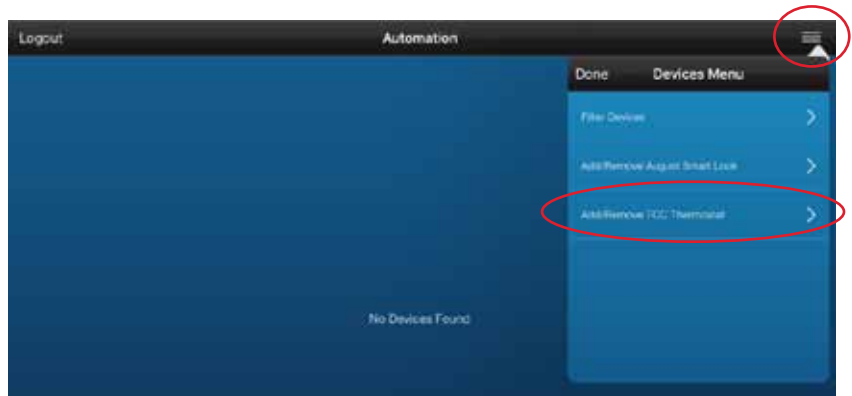 Logout Automation
Done Devices Menu
Filter Devices
Add/Remove August Smart Lock
Add/Remove TCC Thermostat
No Devices Found